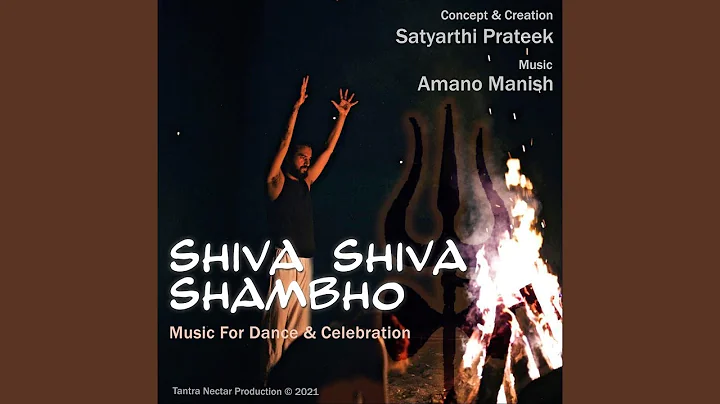 Concept & Creation
Satyarthi Prateek
Music
Amano Manish
SHIVA SHIVA
SHAMBHO
Music For Dance & Celebration
Tantra Nectar Production © 2021